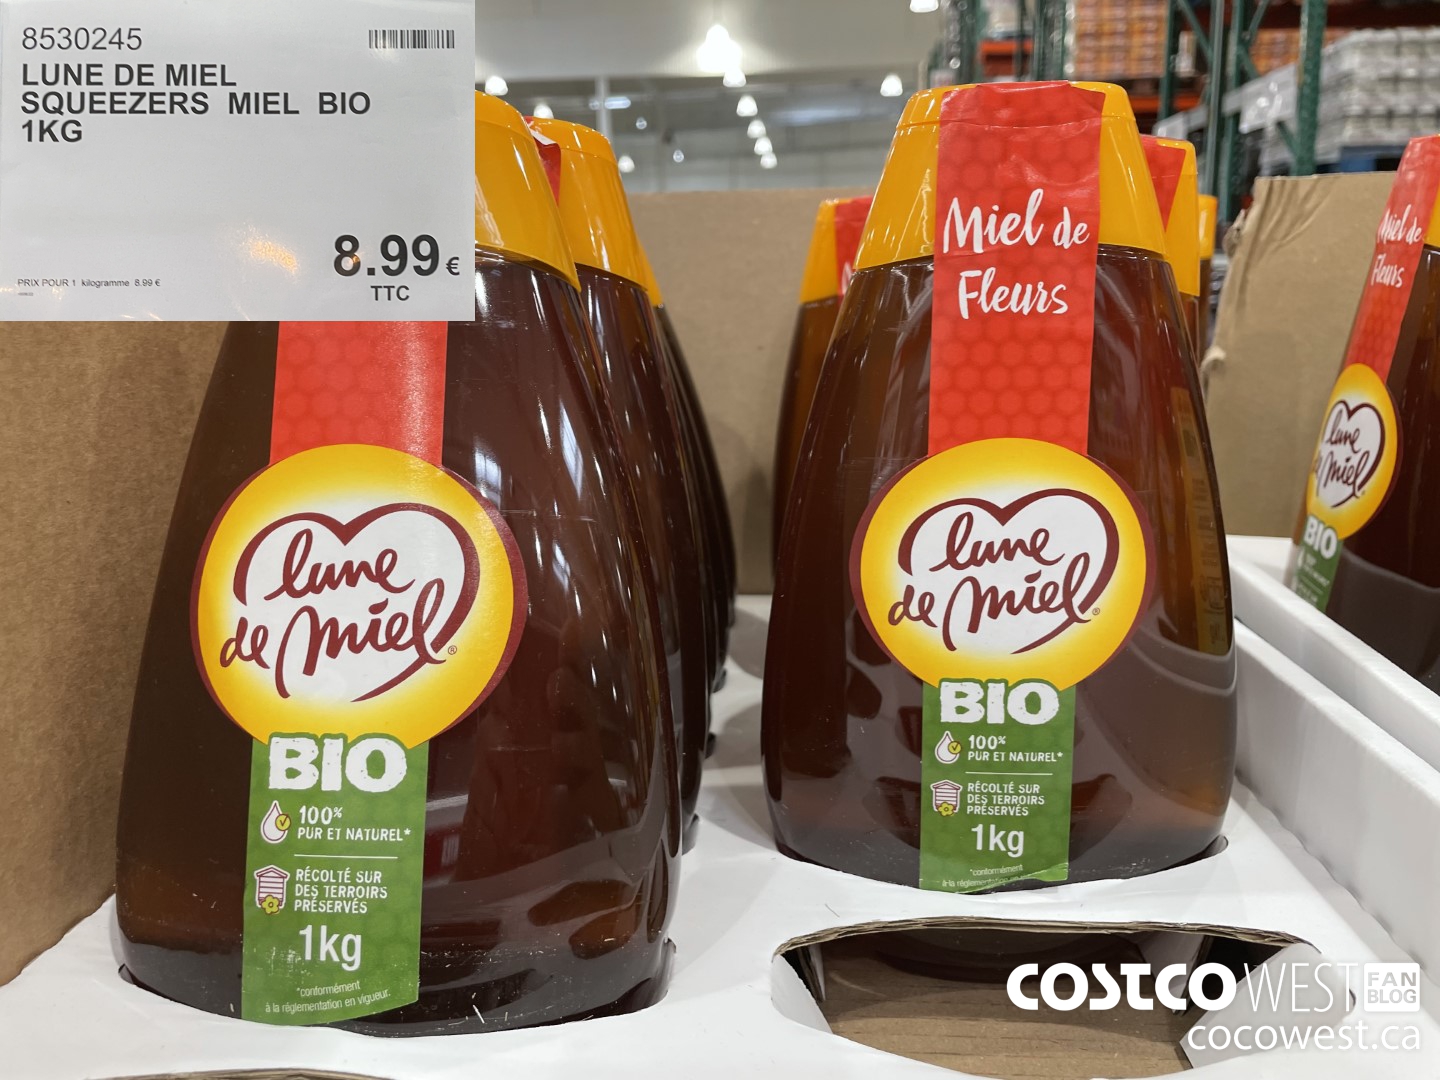 8530245
LUNE DE MIEL
SQUEEZERS MIEL BIO
1KG
8.99 €
TTC
PRIX POUR 1 kilogramme 8.99 €
lune
de miel®
BIO
100%
PUR ET NATUREL*
RÉCOLTÉ SUR
DES TERROIRS
PRÉSERVÉS
1kg
*conformément
à la réglementation en vigueur.
Miel de
Fleurs
lune
de miel®
BIO
100%
PUR ET NATUREL*
RÉCOLTÉ SUR
DES TERROIRS
PRÉSERVÉS
1kg
*conformément
Miel de
Fleurs
lune
miel
BIO
COSTCO WEST FAN BLOG
cocowest.ca